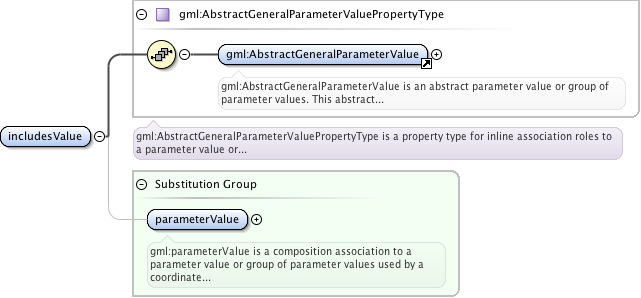 gml:AbstractGeneralParameterValuePropertyType
gml:AbstractGeneralParameterValue
gml:AbstractGeneralParameterValue is an abstract parameter value or group of
parameter values. This abstract...
includesValue
gml:AbstractGeneralParameterValuePropertyType is a property type for inline association roles to
a parameter value or...
Substitution Group
parameterValue
gml:parameterValue is a composition association to a
parameter value or group of parameter values used by a
coordinate...